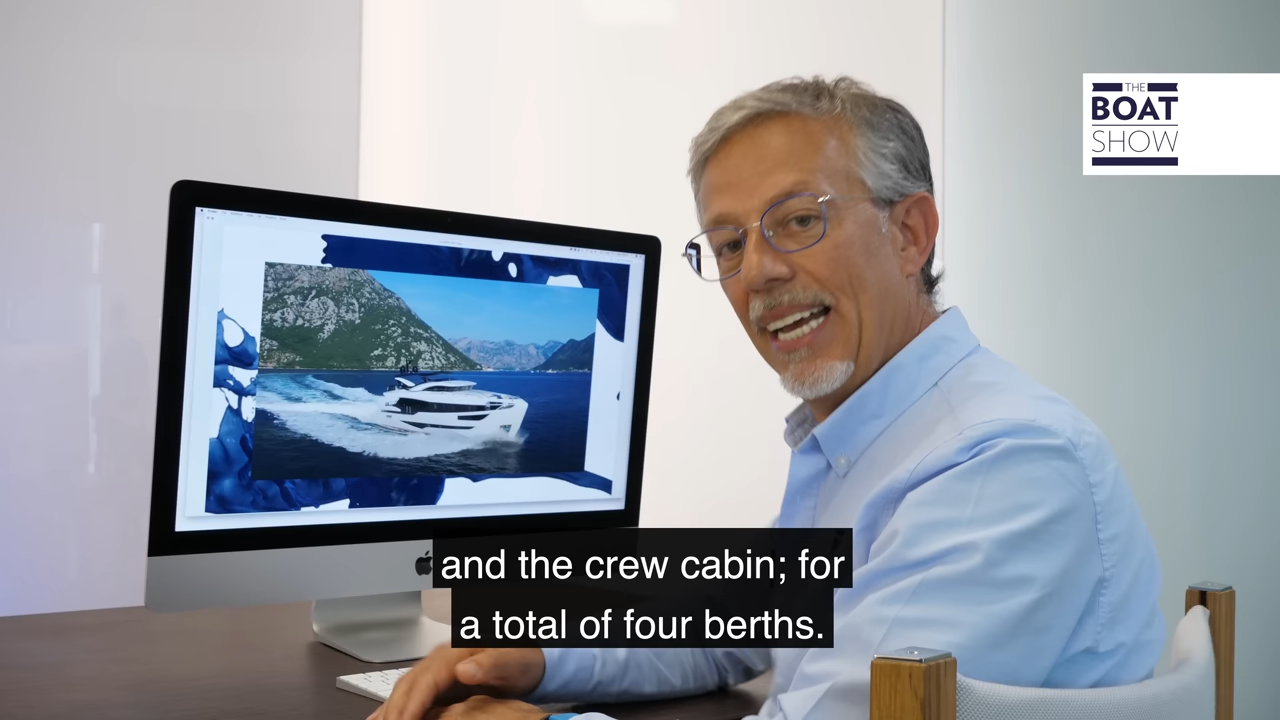 THE
BOAT
SHOW
and the crew cabin; for
a total of four berths.